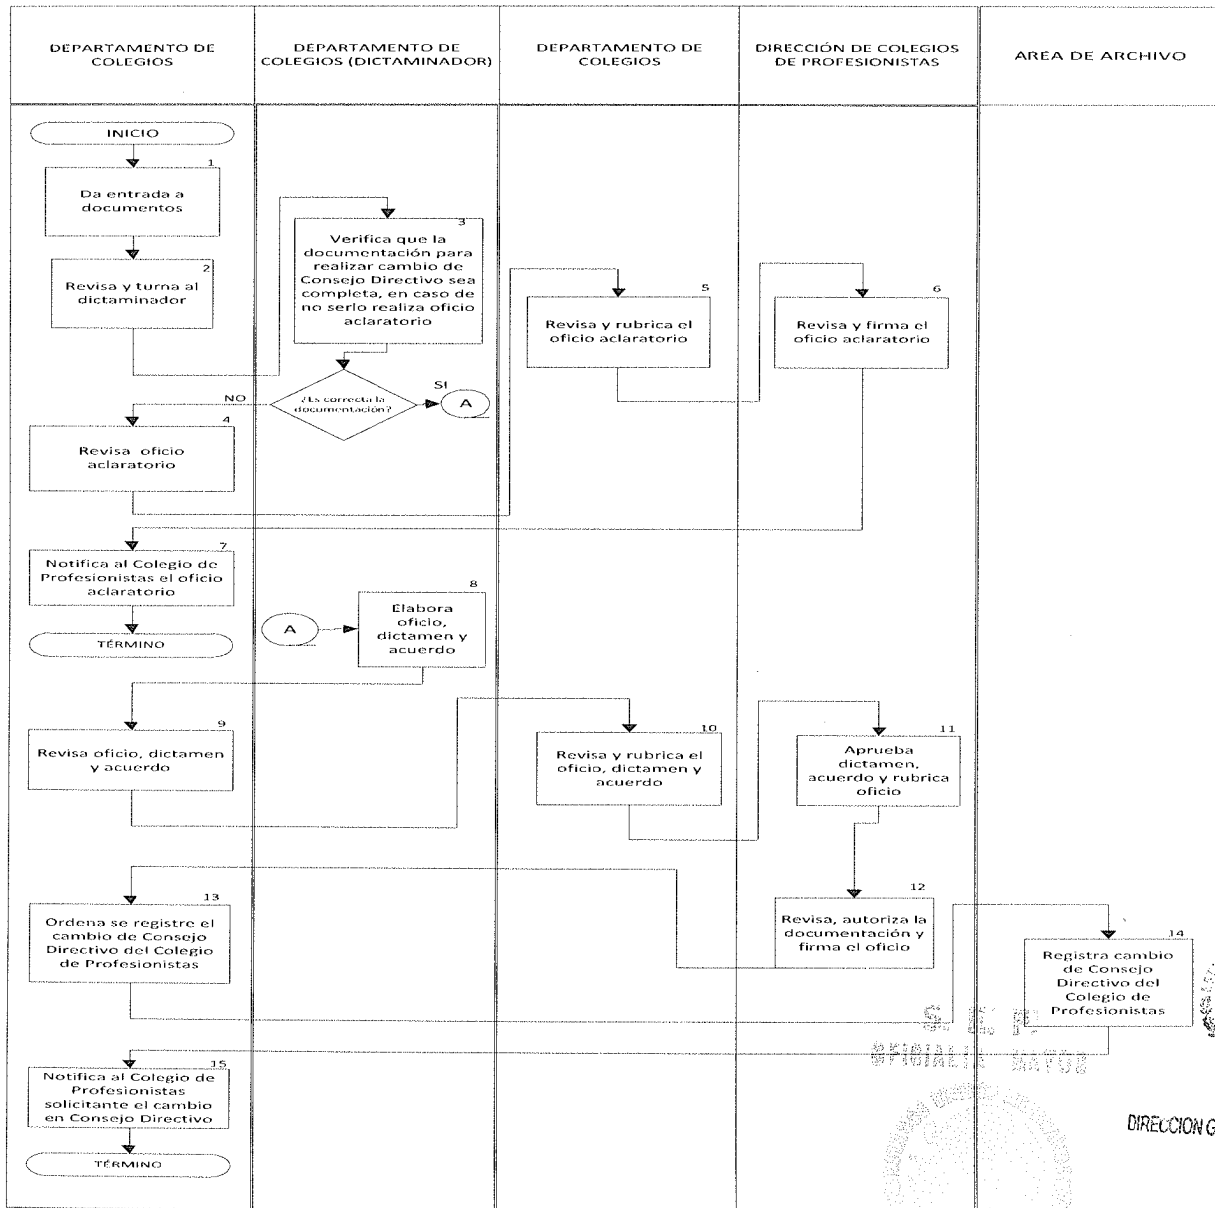 DEPARTAMENTO DE
COLEGIOS
DEPARTAMENTO DE
COLEGIOS (DICTAMINADOR)
DEPARTAMENTO DE
COLEGIOS
DIRECCIÓN DE COLEGIOS
DE PROFESIONISTAS
AREA DE ARCHIVO
INICIO
1
Da entrada a
documentos
2
Revisa y turna al
dictaminador
3
Verifica que la
documentación para
realizar cambio de
Consejo Directivo sea
completa, en caso de
no serlo realiza oficio
aclaratorio
¿Es correcta la
documentación?
SI
A
NO
4
Revisa oficio
aclaratorio
5
Revisa y rubrica el
oficio aclaratorio
6
Revisa y firma el
oficio aclaratorio
7
Notifica al Colegio de
Profesionistas el oficio
aclaratorio
TÉRMINO
A
8
Elabora
oficio,
dictamen y
acuerdo
9
Revisa oficio, dictamen
y acuerdo
10
Revisa y rubrica el
oficio, dictamen y
acuerdo
11
Aprueba
dictamen,
acuerdo y rubrica
oficio
12
Revisa, autoriza la
documentación y
firma el oficio
13
Ordena se registre el
cambio de Consejo
Directivo del Colegio
de Profesionistas
14
Registra cambio
de Consejo
Directivo del
Colegio de
Profesionistas
15
Notifica al Colegio de
Profesionistas
solicitante el cambio
en Consejo Directivo
TÉRMINO
S. E. P.
OFICIALIA MAYOR
DIRECCION G